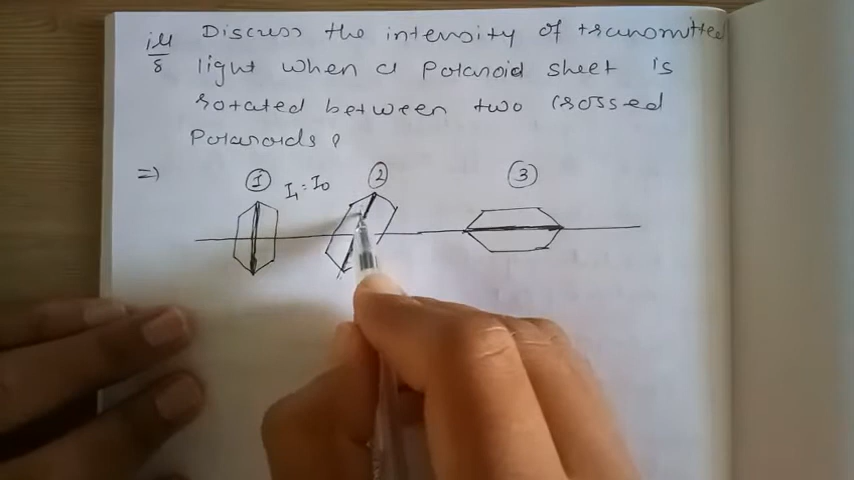 ill
8
Discuss the intensity of transmitted
light when a Polaroid sheet is
rotated between two crossed
Polaroids ?
=> ① I₁ = I₀ ② ③